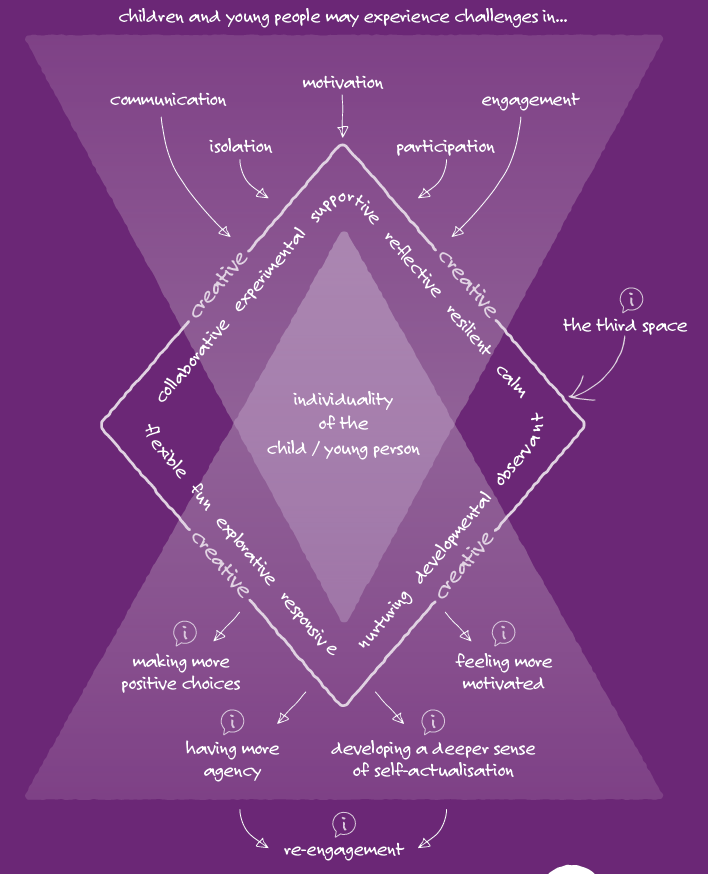 children and young people may experience challenges in...
motivation
communication
engagement
isolation
participation
creative
collaborative experimental supportive reflective resilient calm
creative
the third space
individuality
of the
child / young person
flexible fun explorative responsive
nurturing developmental observant
creative
creative
making more
positive choices
feeling more
motivated
having more
agency
developing a deeper sense
of self-actualisation
re-engagement